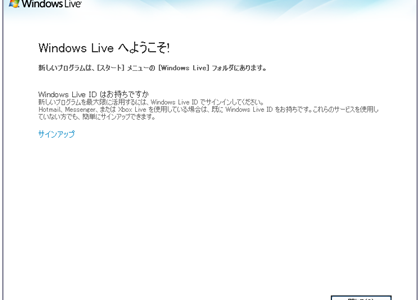 Windows Live
Windows Live へようこそ!
新しいプログラムは、[スタート] メニューの [Windows Live] フォルダにあります。
Windows Live ID はお持ちですか
新しいプログラムを最大限に活用するには、Windows Live ID でサインインしてください。
Hotmail、Messenger、または Xbox Live を使用している場合は、既に Windows Live ID をお持ちです。これらのサービスを使用し
ていない方でも、簡単にサインアップできます。
サインアップ